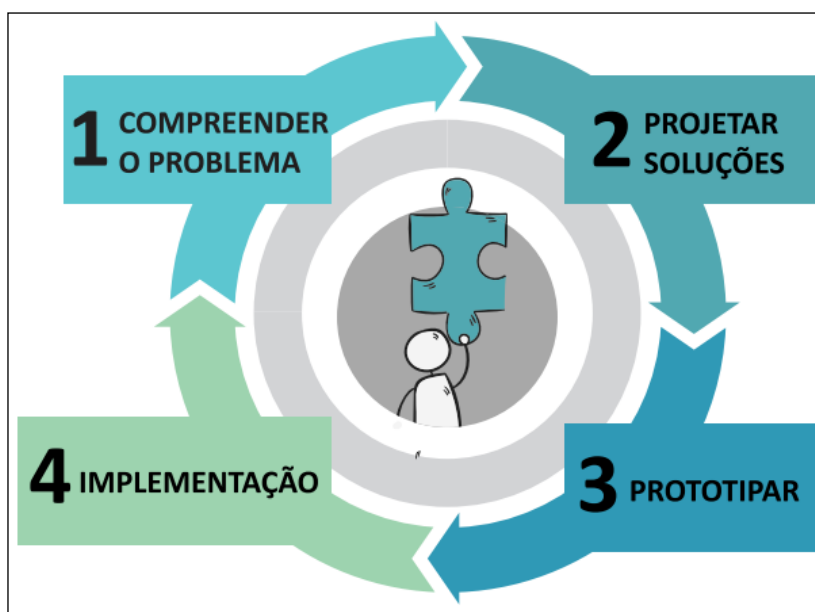 1 COMPREENDER
O PROBLEMA
2 PROJETAR
SOLUÇÕES
3 PROTOTIPAR
4 IMPLEMENTAÇÃO